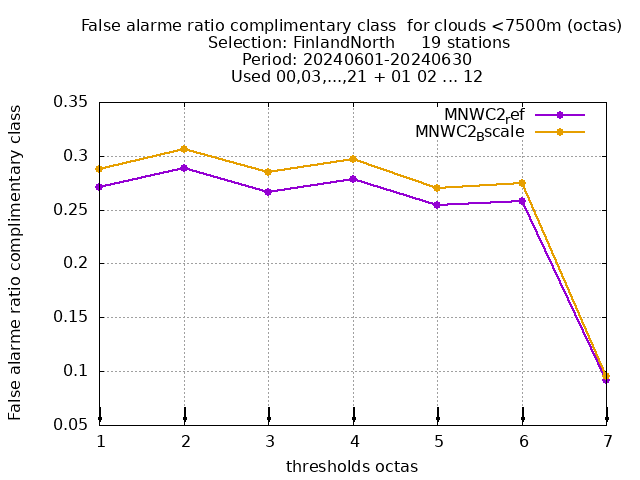 False alarme ratio complimentary class  for clouds <7500m (octas)
Selection: FinlandNorth     19 stations
Period: 20240601-20240630
Used 00,03,...,21 + 01 02 ... 12
MNWC2ref
MNWC2Bscale
False alarme ratio complimentary class
0.35
0.3
0.25
0.2
0.15
0.1
0.05
1 2 3 4 5 6 7
thresholds octas